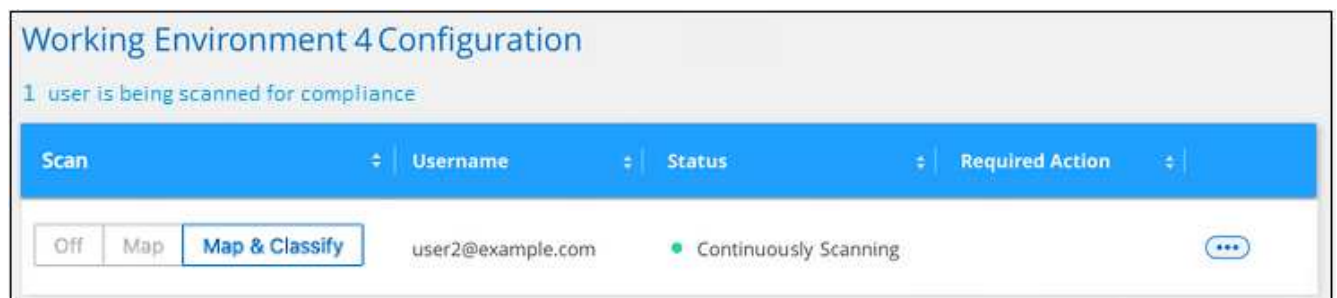 Working Environment 4 Configuration
1 user is being scanned for compliance
Scan Username Status Required Action
Off Map Map & Classify user2@example.com Continuously Scanning